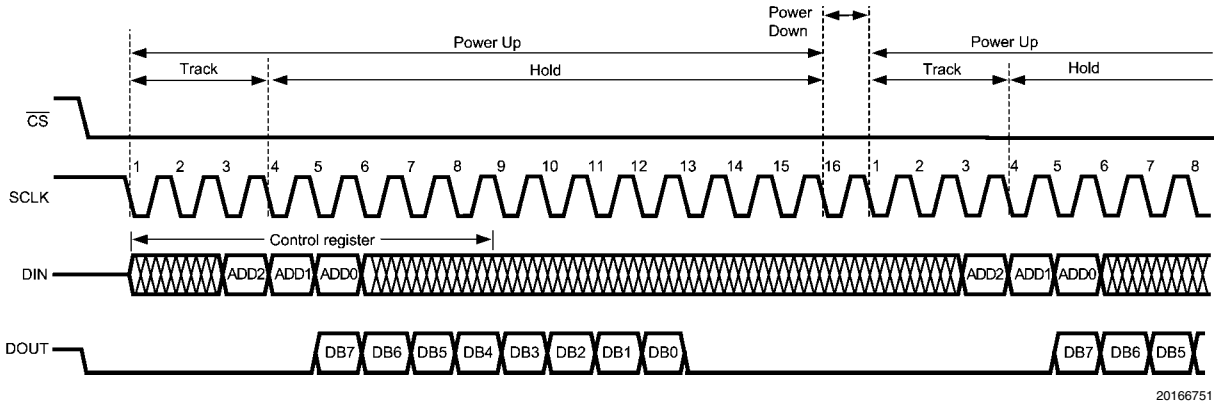 Power
Down
Power Up
Power Up
Track
Hold
Track
Hold
CS
1 2 3 4 5 6 7 8 9 10 11 12 13 14 15 16 1 2 3 4 5 6 7 8
SCLK
Control register
DIN
ADD2 ADD1 ADD0 ADD2 ADD1 ADD0
DOUT
DB7 DB6 DB5 DB4 DB3 DB2 DB1 DB0 DB7 DB6 DB5
20166751